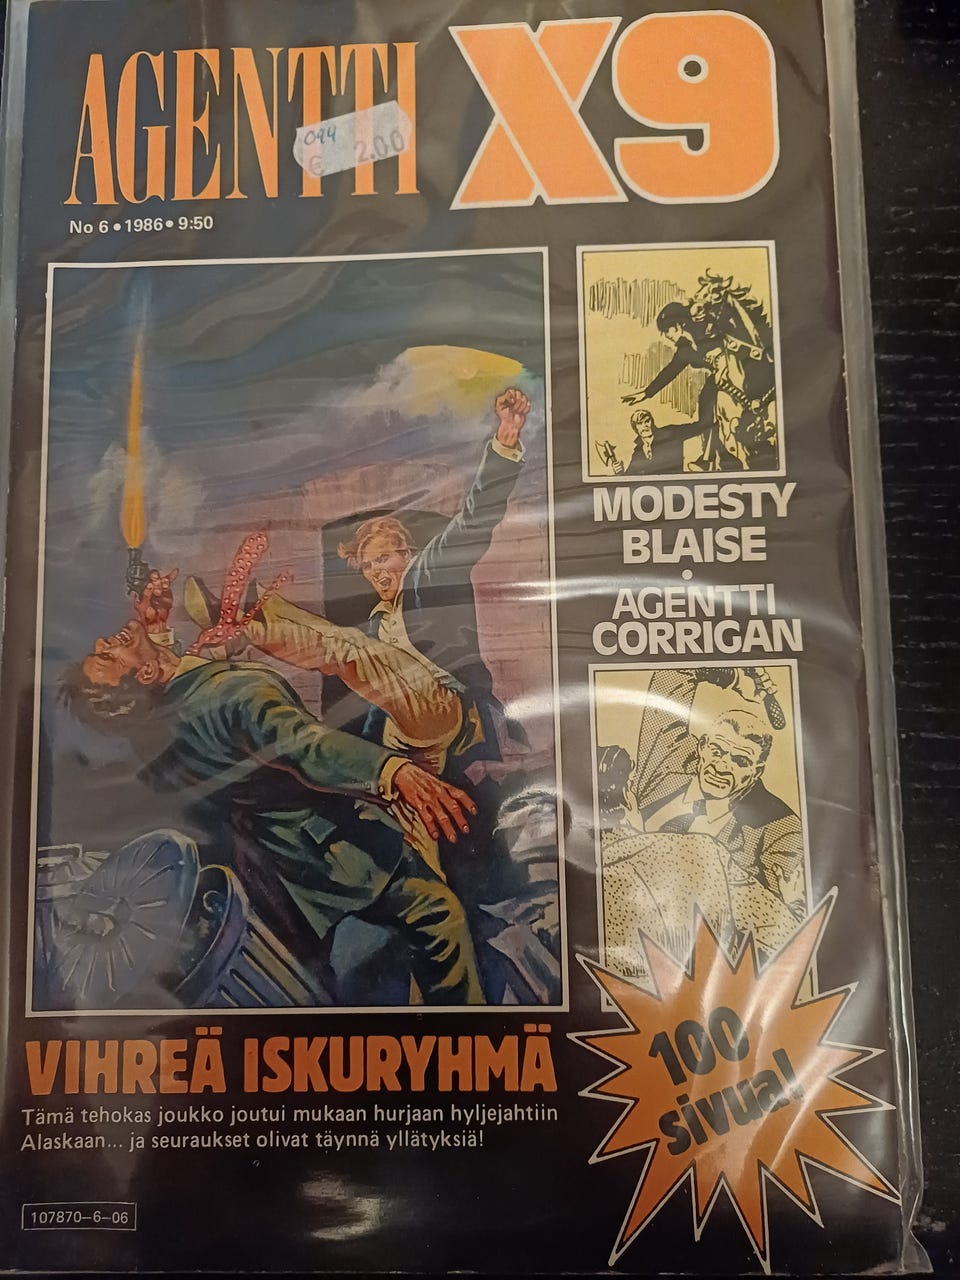 AGENTTI X9
094
€ 2.00
No 6 • 1986 • 9:50
MODESTY
BLAISE
•
AGENTTI
CORRIGAN
100
sivua!
VIHREÄ ISKURYHMÄ
Tämä tehokas joukko joutui mukaan hurjaan hyljejahtiin
Alaskaan... ja seuraukset olivat täynnä yllätyksiä!
107870-6-06